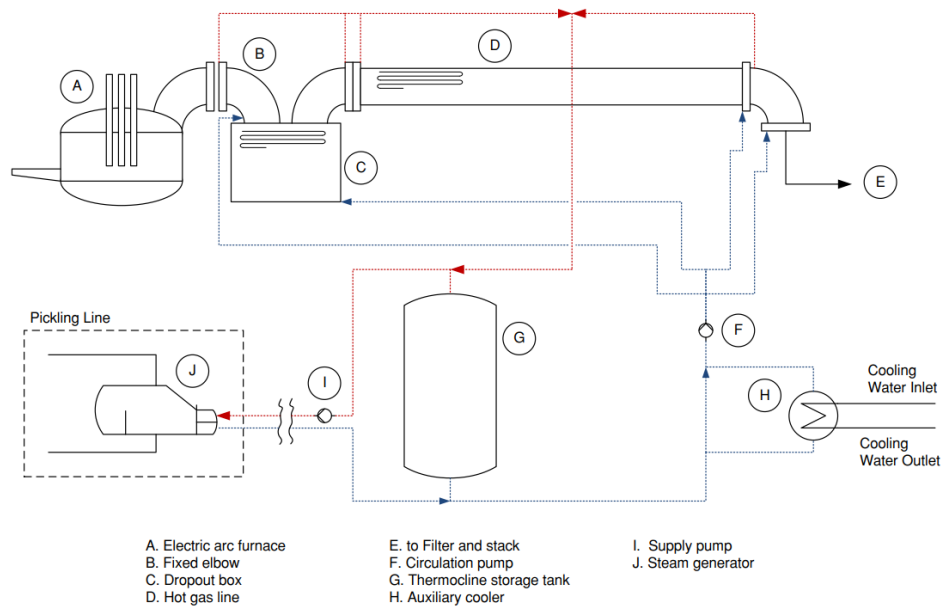 B
D
A
C
E
Pickling Line
F
G
J
I
H
Cooling
Water Inlet
Cooling
Water Outlet
A. Electric arc furnace
B. Fixed elbow
C. Dropout box
D. Hot gas line
E. to Filter and stack
F. Circulation pump
G. Thermocline storage tank
H. Auxiliary cooler
I. Supply pump
J. Steam generator